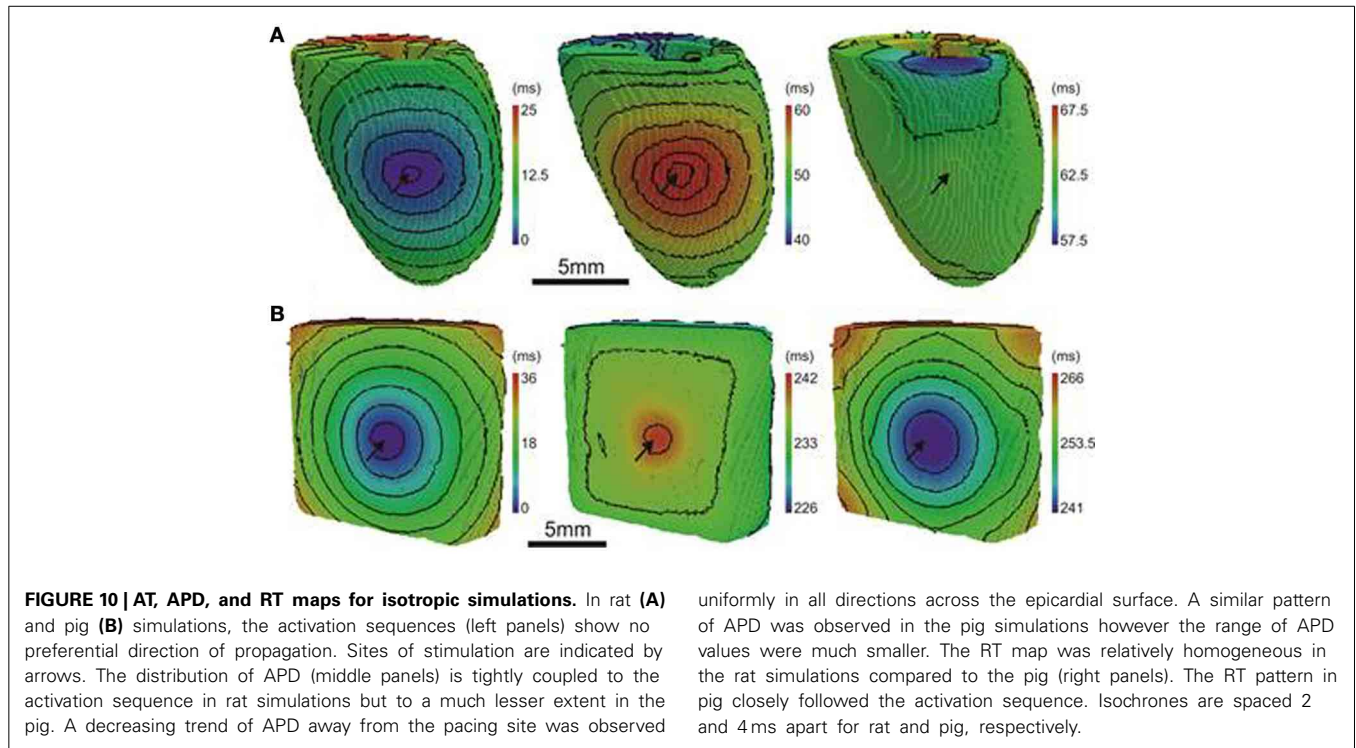 A
(ms)
25
12.5
0
(ms)
60
50
40
(ms)
67.5
62.5
57.5
5mm
B
(ms)
36
18
0
(ms)
242
233
226
(ms)
266
253.5
241
5mm
FIGURE 10 | AT, APD, and RT maps for isotropic simulations. In rat (A)
and pig (B) simulations, the activation sequences (left panels) show no
preferential direction of propagation. Sites of stimulation are indicated by
arrows. The distribution of APD (middle panels) is tightly coupled to the
activation sequence in rat simulations but to a much lesser extent in the
pig. A decreasing trend of APD away from the pacing site was observed
uniformly in all directions across the epicardial surface. A similar pattern
of APD was observed in the pig simulations however the range of APD
values were much smaller. The RT map was relatively homogeneous in
the rat simulations compared to the pig (right panels). The RT pattern in
pig closely followed the activation sequence. Isochrones are spaced 2
and 4 ms apart for rat and pig, respectively.